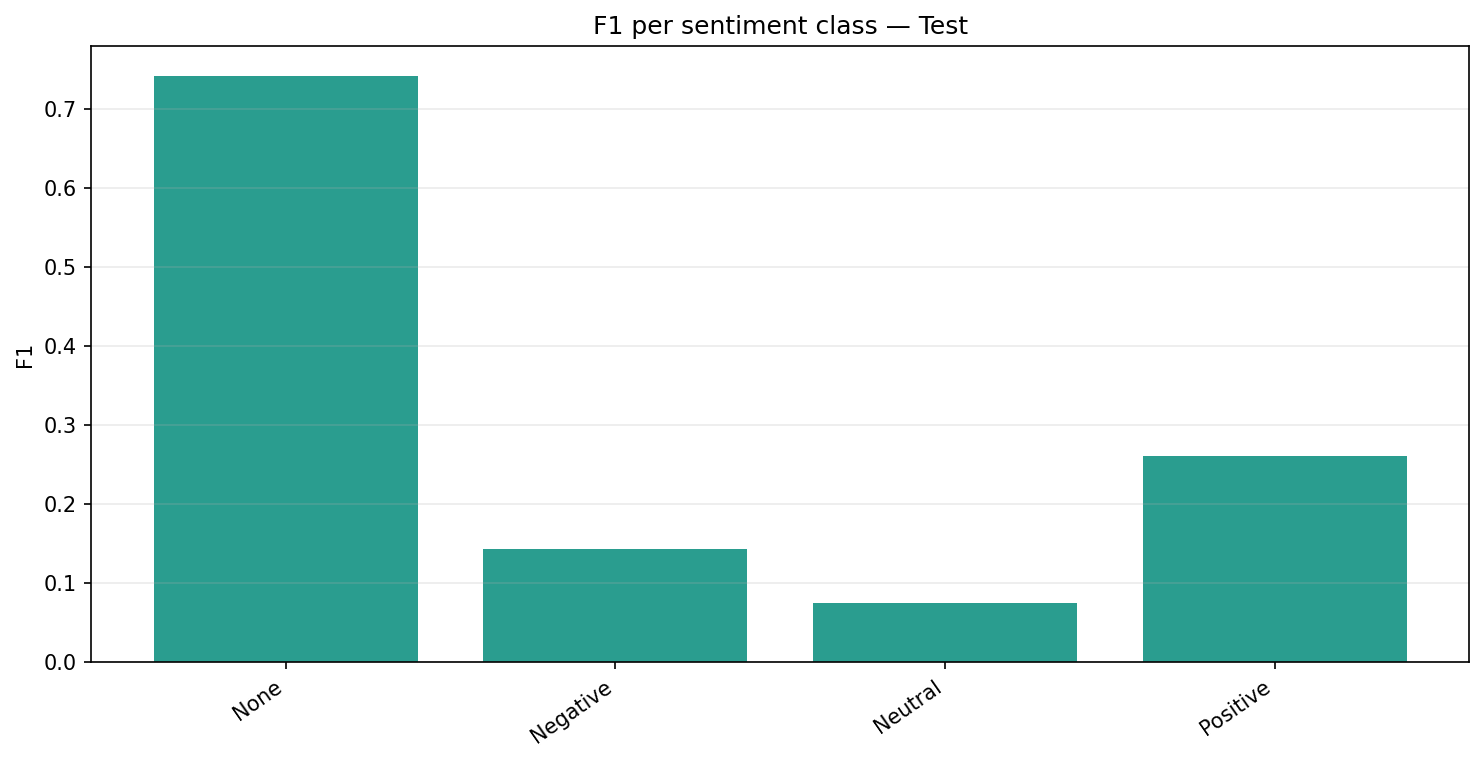 F1 per sentiment class — Test
F1
0.7
0.6
0.5
0.4
0.3
0.2
0.1
0.0
None
Negative
Neutral
Positive